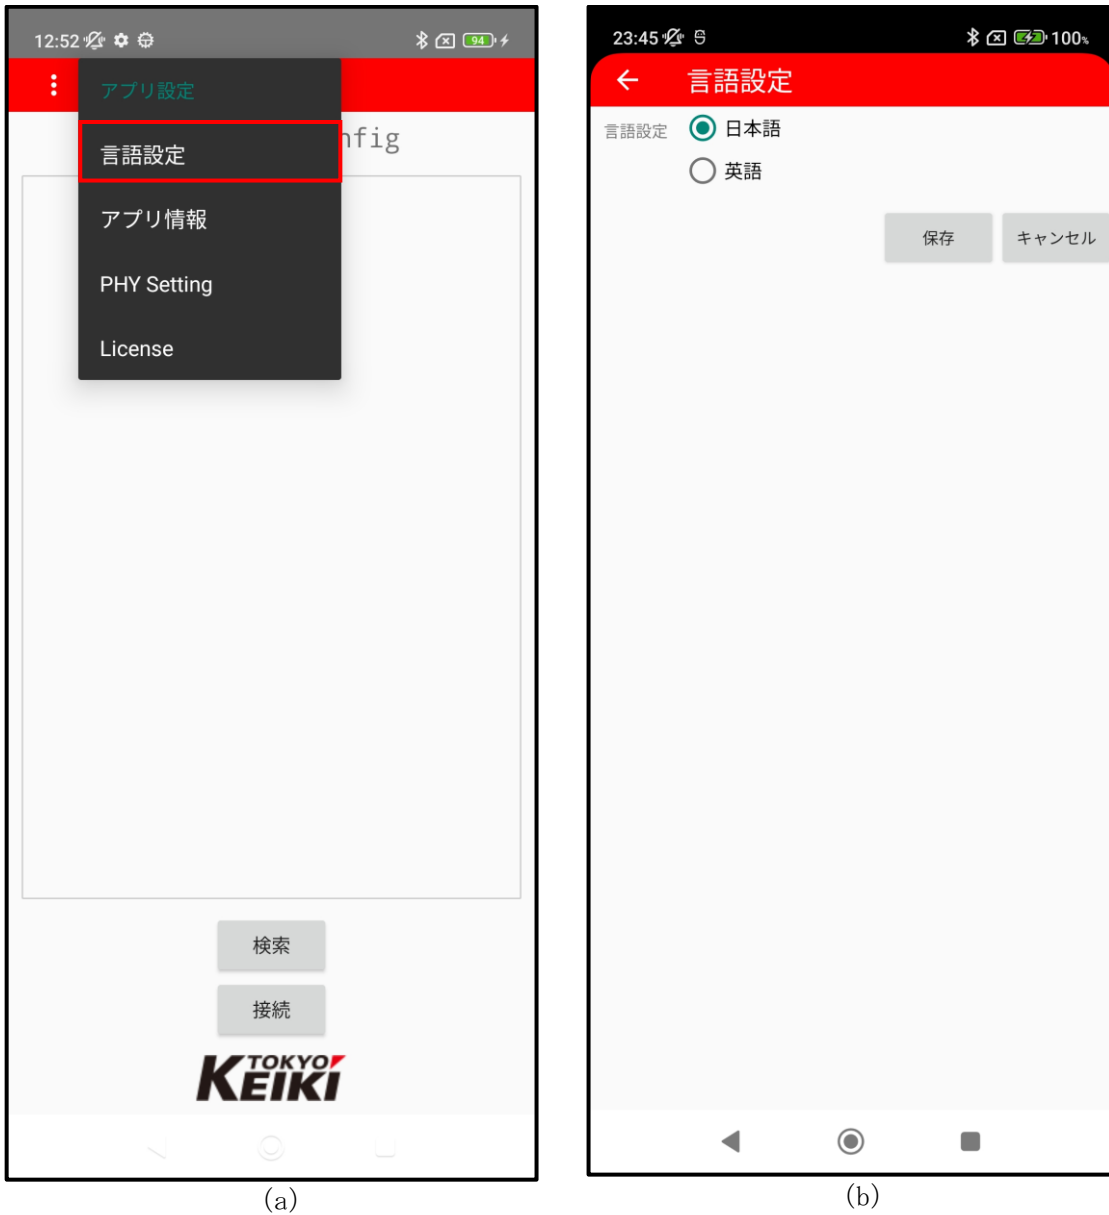 12:52
94
アプリ設定
nfig
言語設定
アプリ情報
PHY Setting
License
検索
接続
TOKYO
KEIKI
(a)
23:45
100%
言語設定
言語設定
日本語
英語
保存
キャンセル
(b)